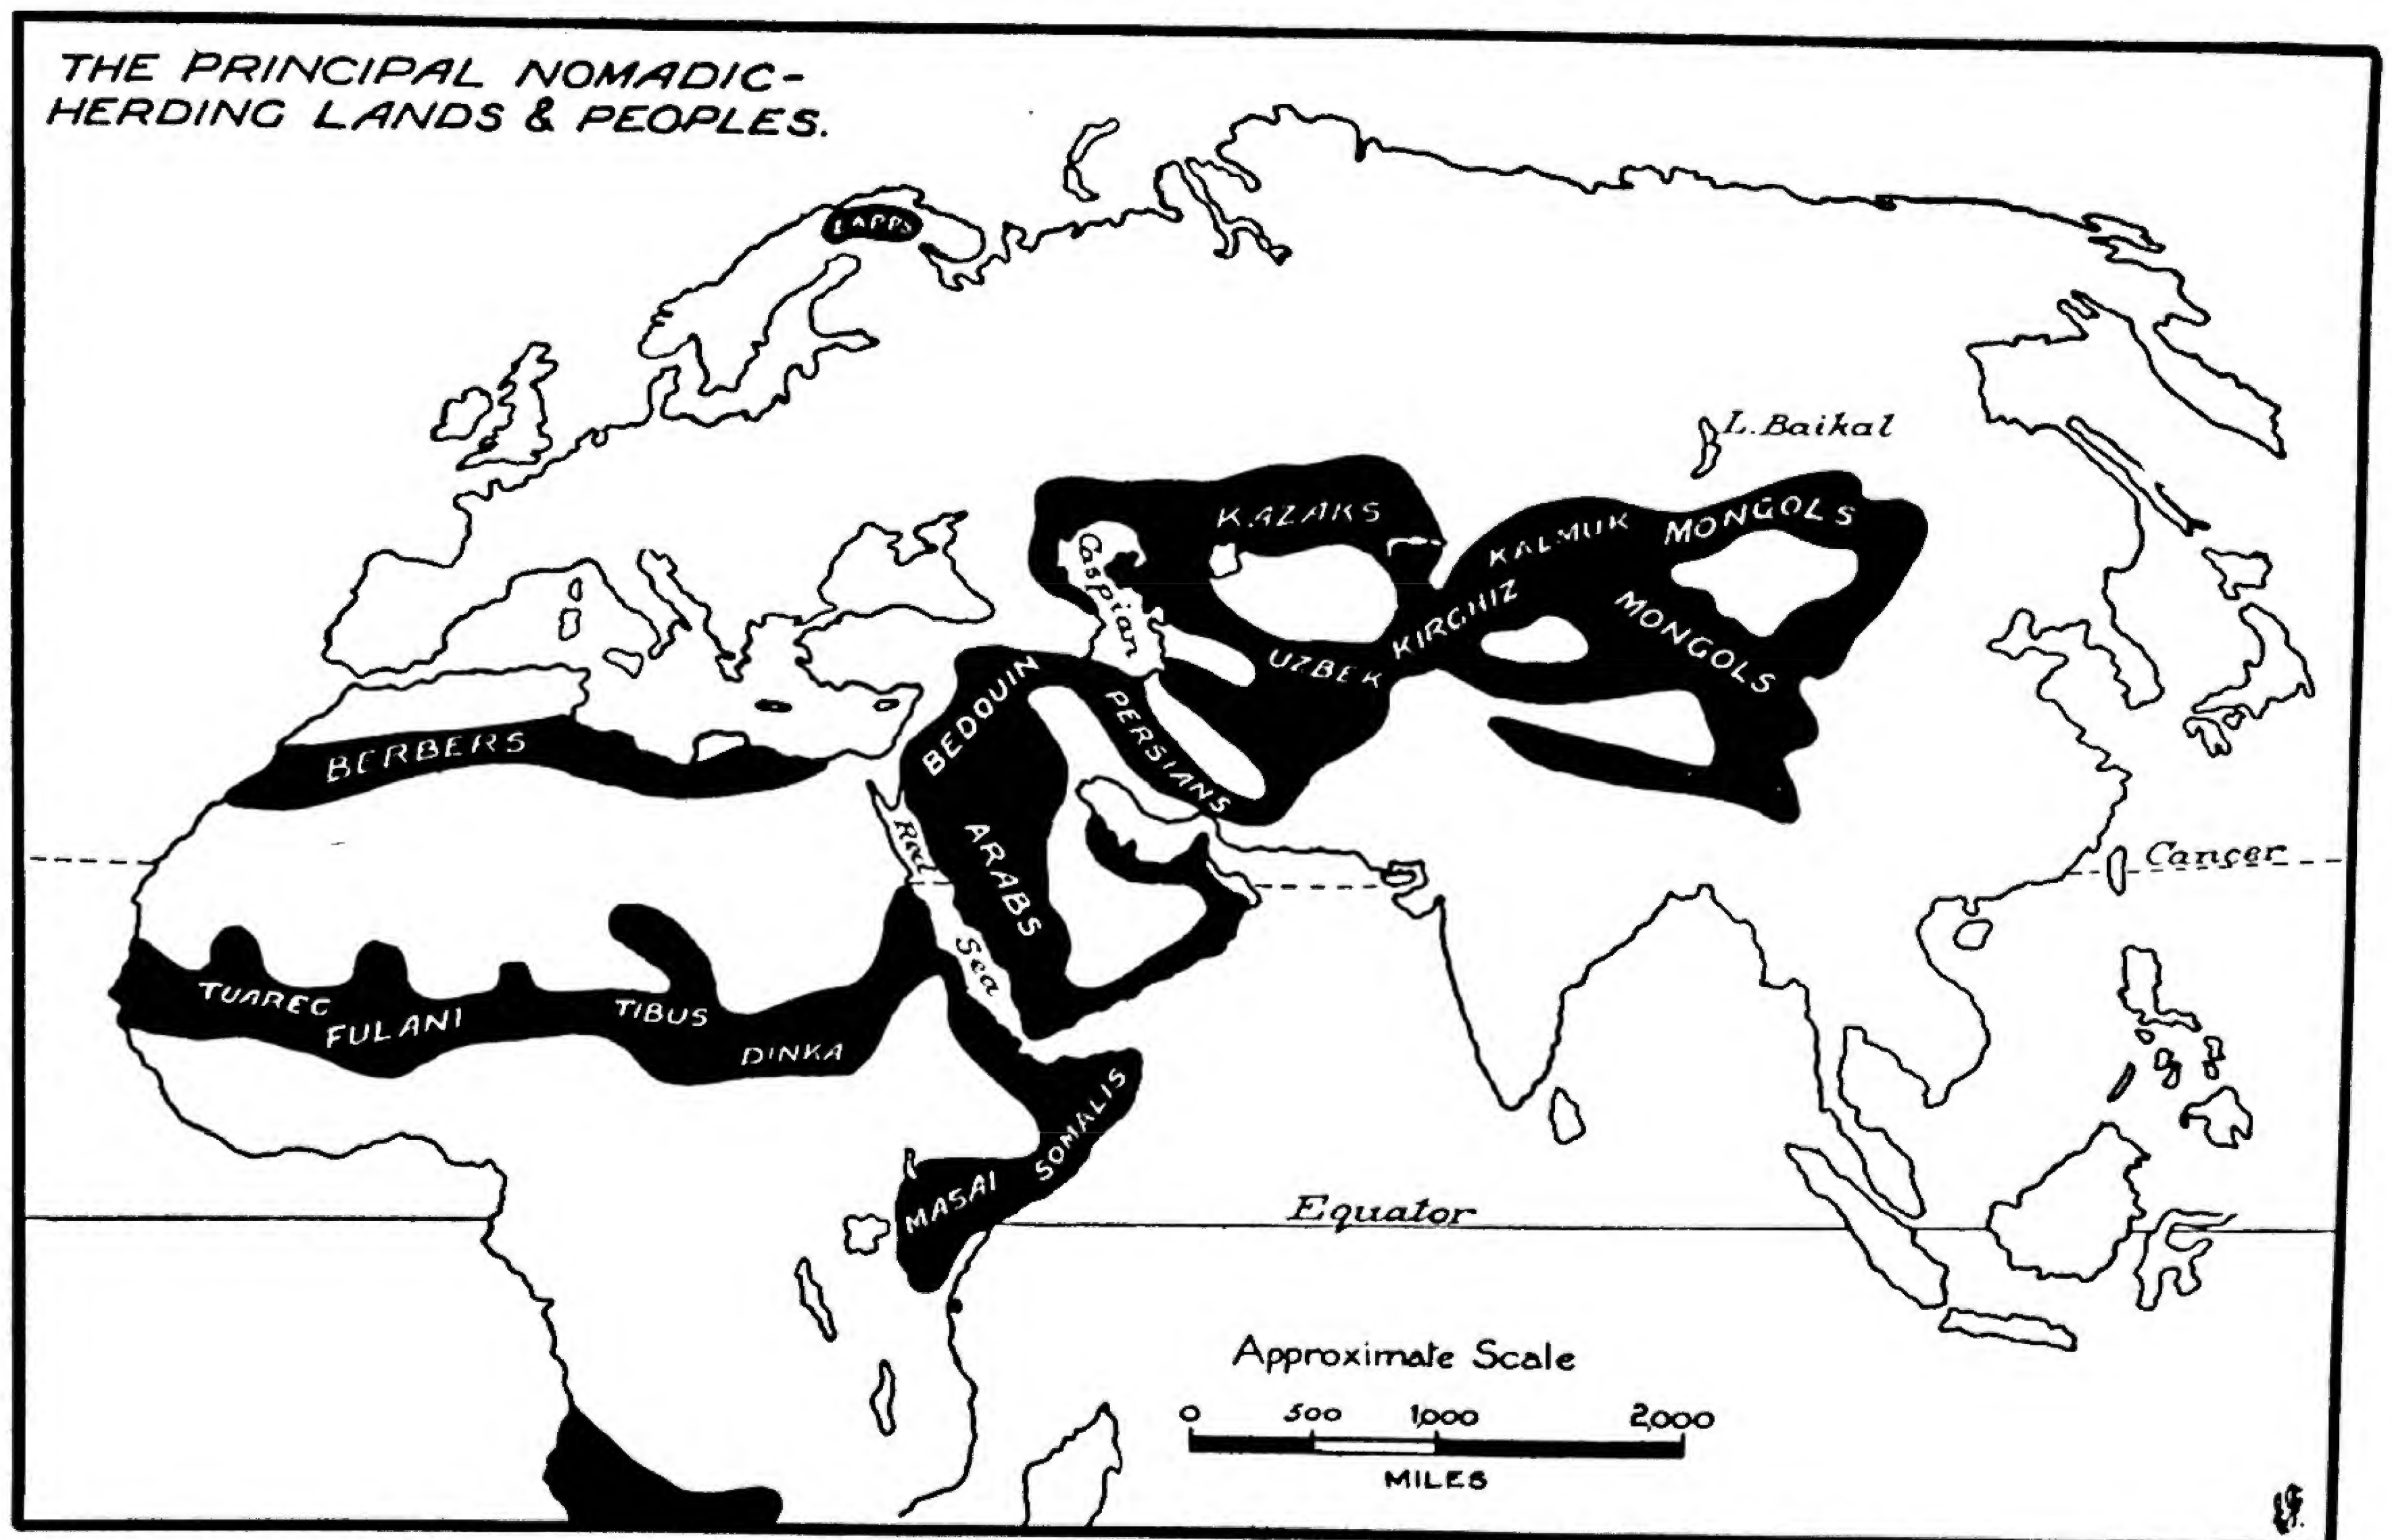 THE PRINCIPAL NOMADIC-
HERDING LANDS & PEOPLES.
LAPPS
L. Baikal
KAZAKS
KALMUK
MONGOLS
Caspian
KIRGHIZ
MONGOLS
UZBEK
BEDOUIN
PERSIANS
BERBERS
Red
ARABS
Cancer
Sea
TUAREG
FULANI
TIBUS
DINKA
SOMALIS
MASAI
Equator
Approximate Scale
0 500 1,000 2,000
MILES